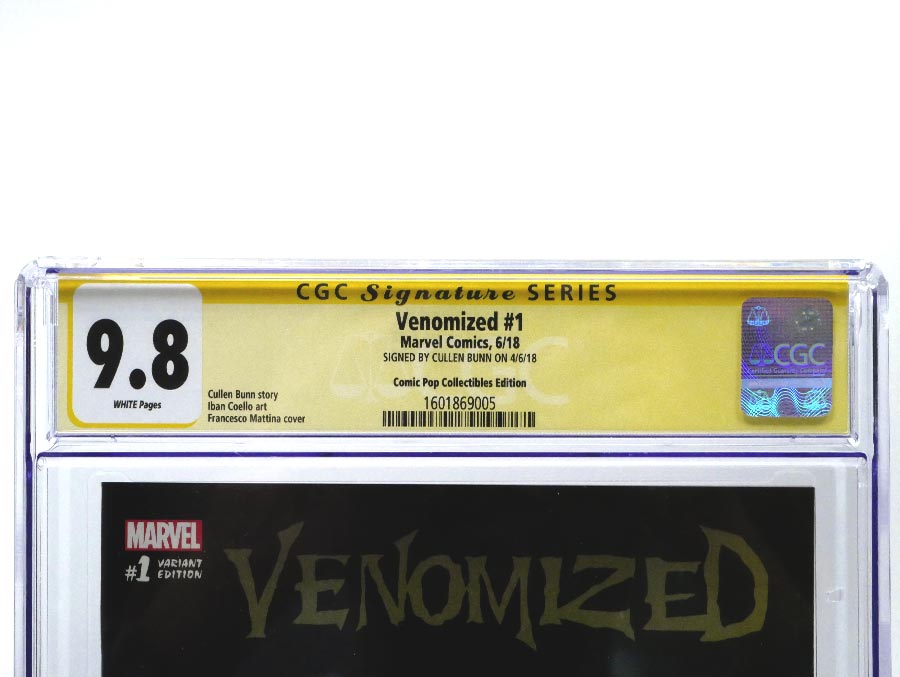 CGC Signature SERIES
9.8
WHITE Pages
Venomized #1
Marvel Comics, 6/18
SIGNED BY CULLEN BUNN ON 4/6/18
Comic Pop Collectibles Edition
1601869005
Cullen Bunn story
Iban Coello art
Francesco Mattina cover
CGC
CGC
MARVEL
#1 VARIANT EDITION
VENOMIZED